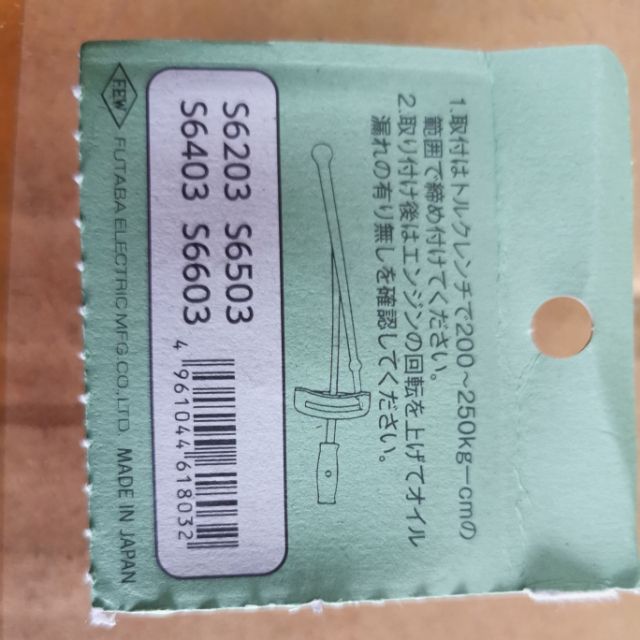 1.取付はトルクレンチで200~250kg-cmの
範囲で締め付けてください。
2.取り付け後はエンジンの回転を上げてオイル
漏れの有り無しを確認してください。
S6203 S6503
S6403 S6603
4 961044 618032
FEW
FUTABA ELECTRIC MFG.CO.,LTD. MADE IN JAPAN